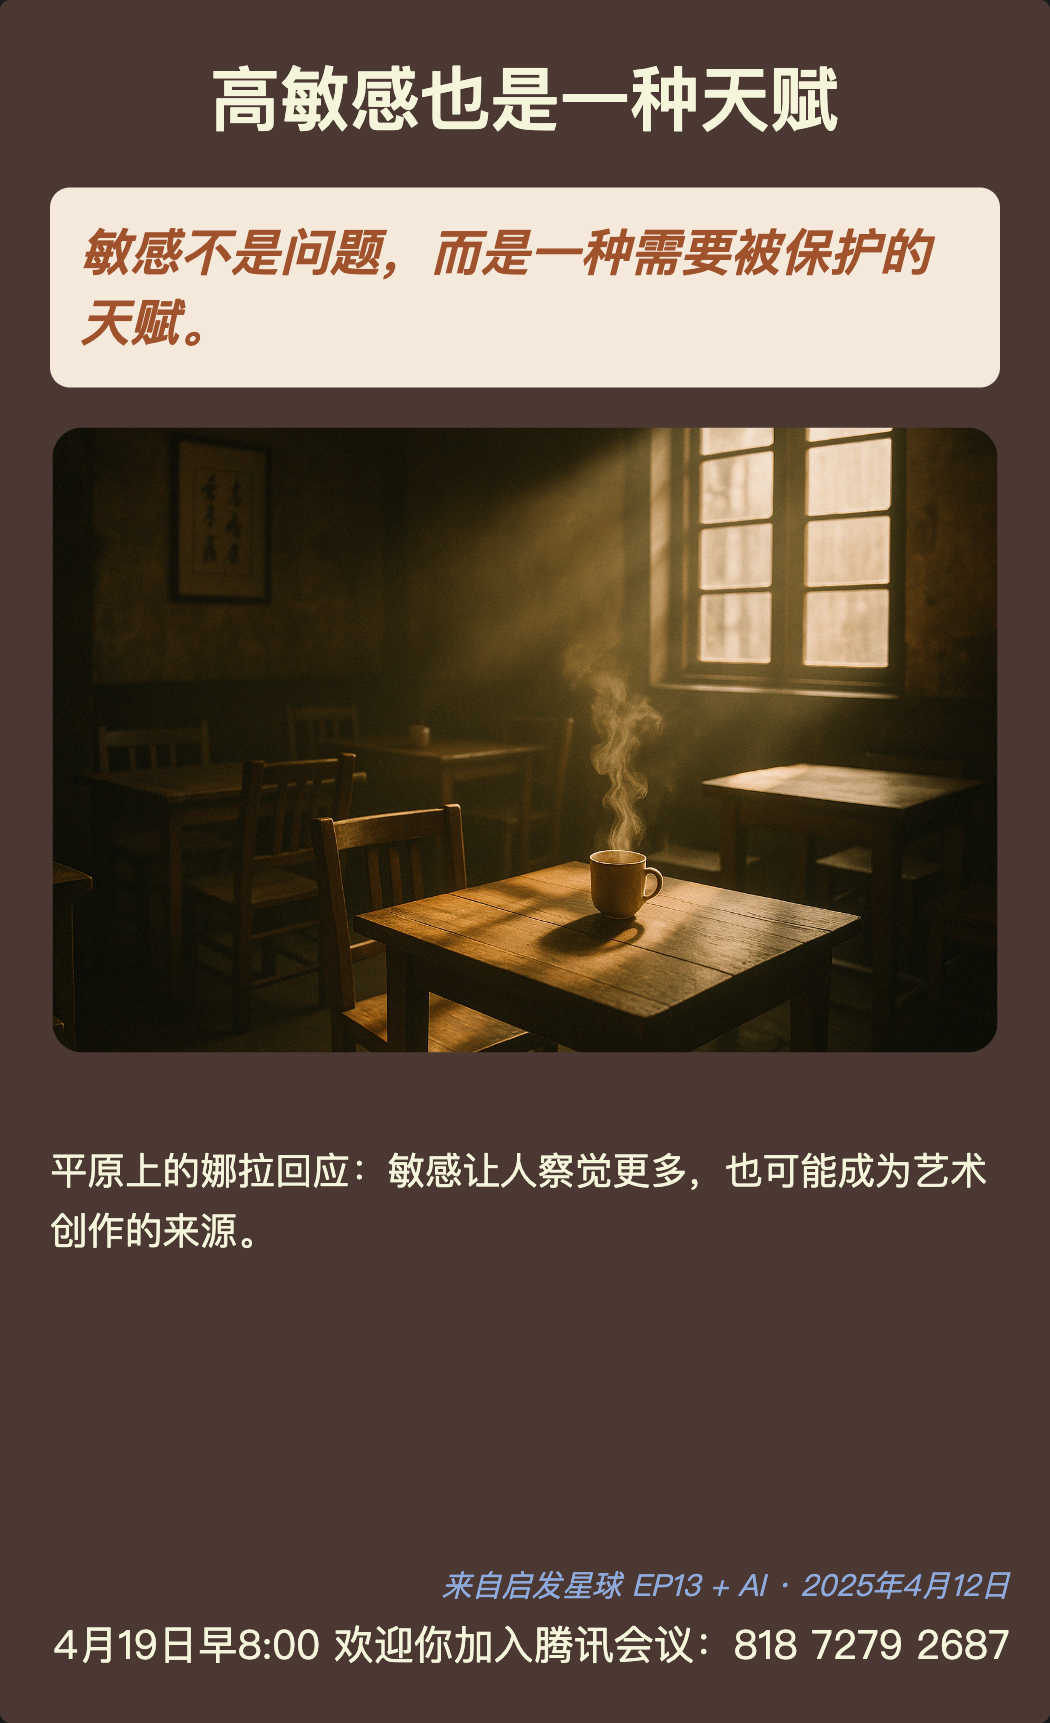 高敏感也是一种天赋
敏感不是问题，而是一种需要被保护的
天赋。
平原上的娜拉回应：敏感让人察觉更多，也可能成为艺术
创作的来源。
来自启发星球 EP13 + AI · 2025年4月12日
4月19日早8:00 欢迎你加入腾讯会议：818 7279 2687